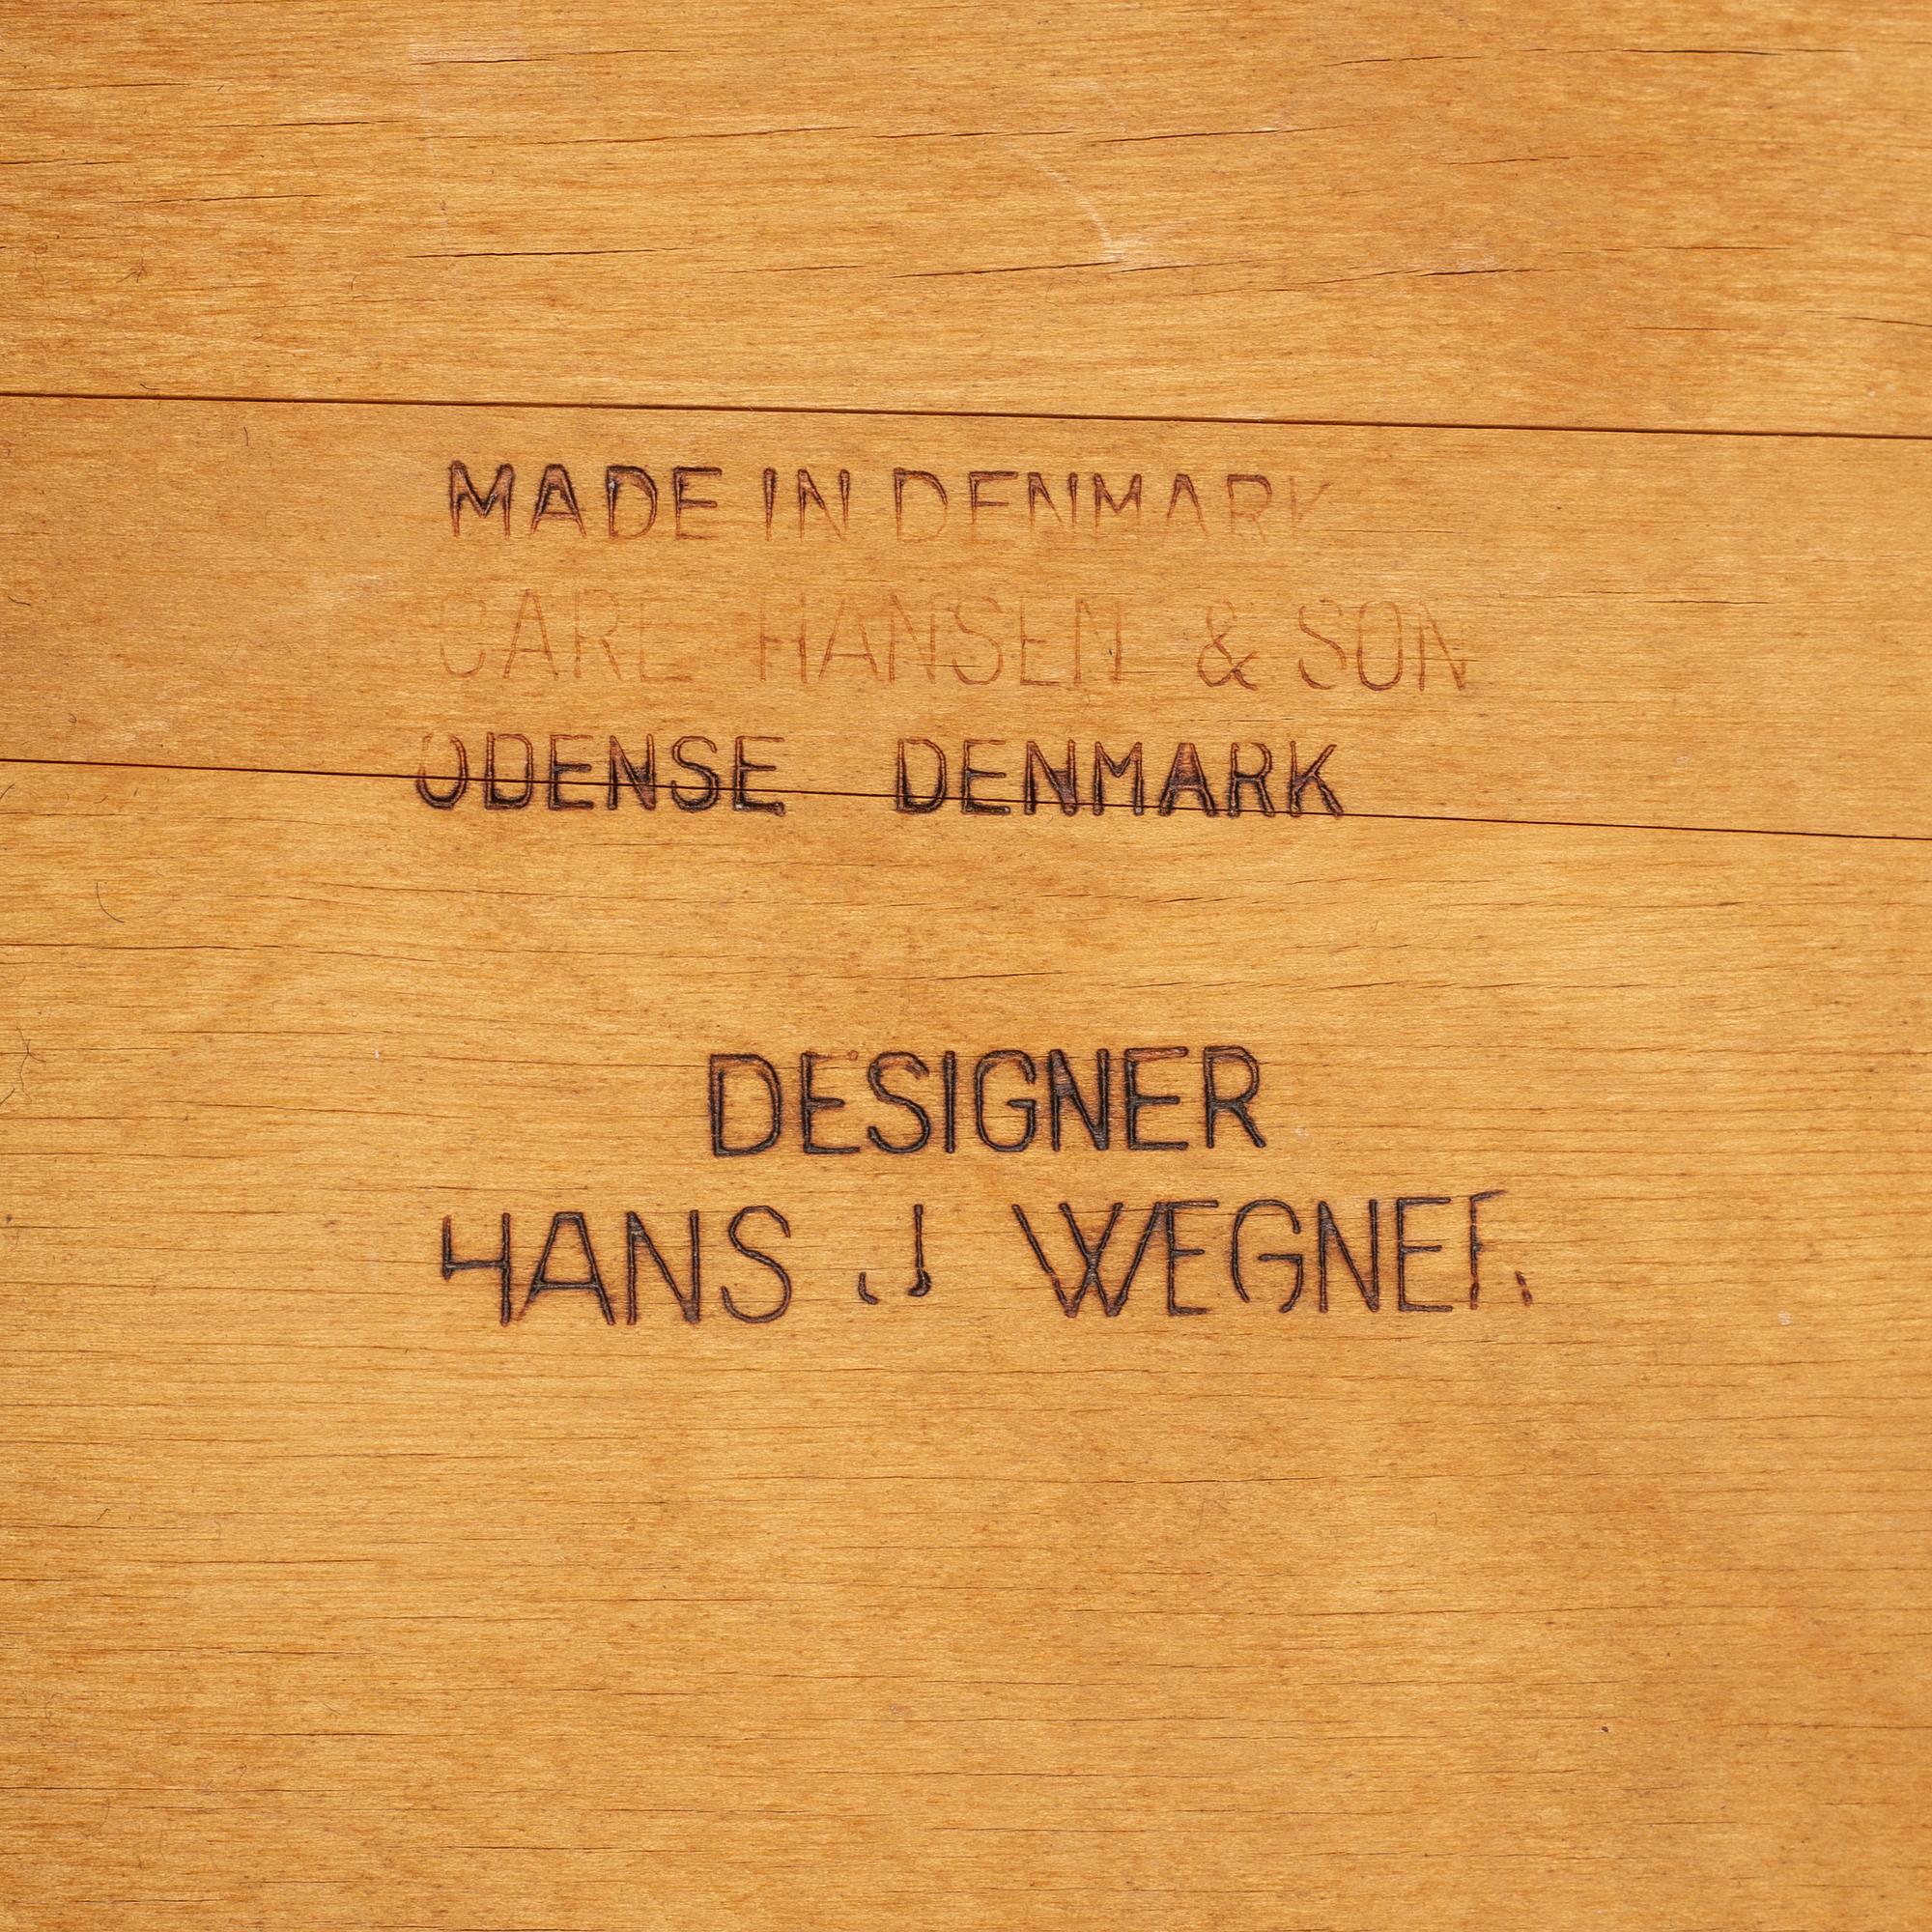 MADE IN DENMARK
CARL HANSEN & SON
ODENSE DENMARK
DESIGNER
HANS J WEGNER